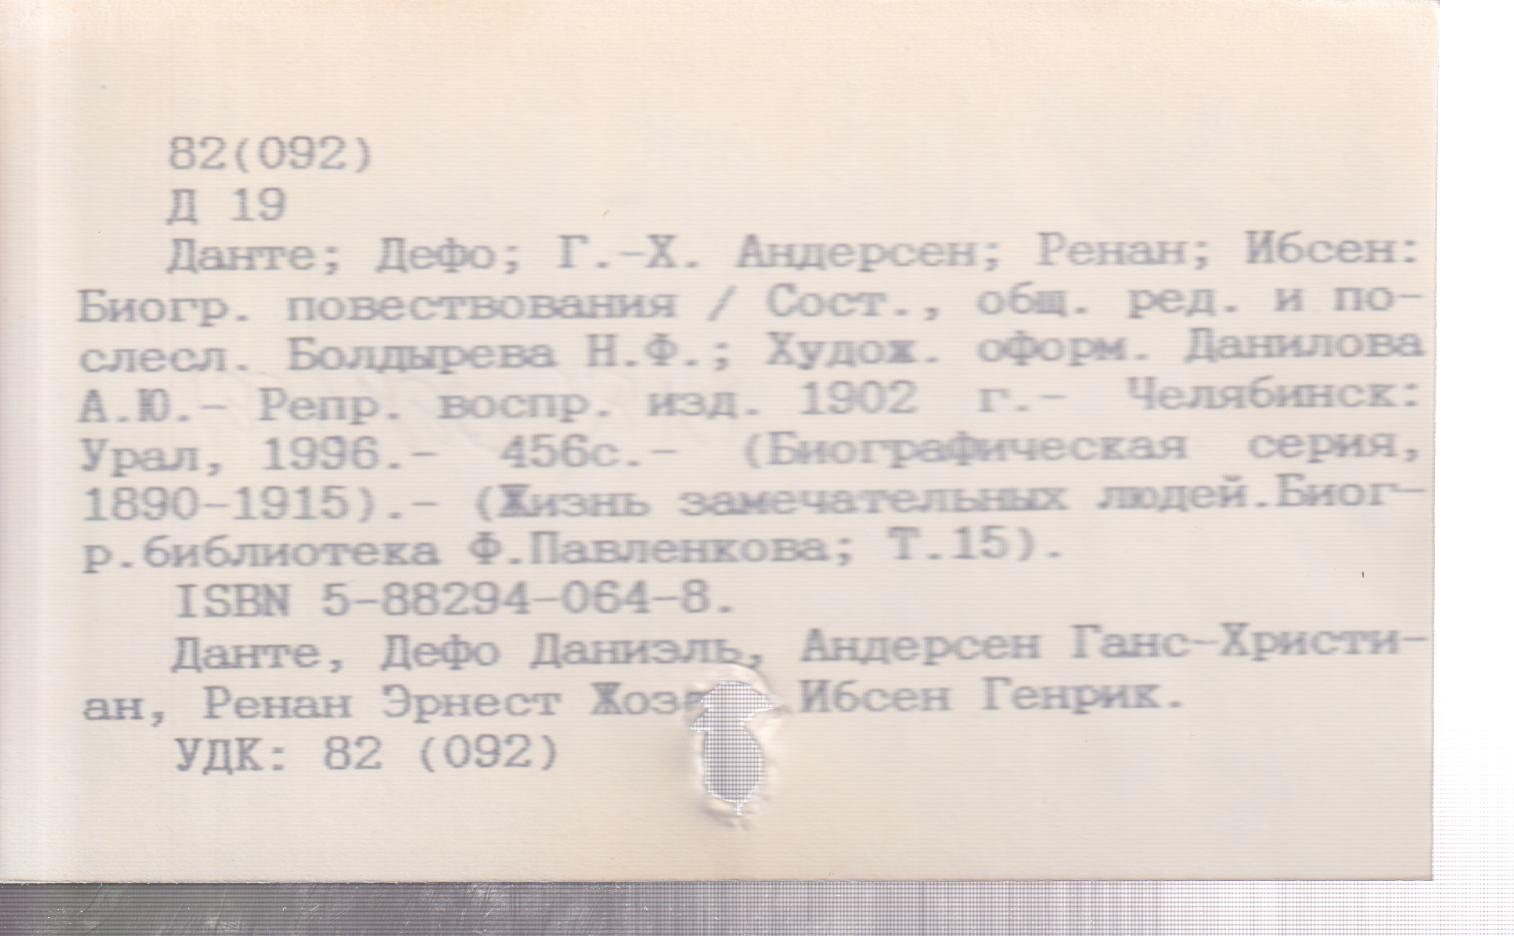 82(092)
Д 19
Данте; Дефо; Г.-Х. Андерсен; Ренан; Ибсен:
Биогр. повествования / Сост., общ. ред. и по-
слесл. Болдырева Н.Ф.; Худож. оформ. Данилова
А.Ю.- Репр. воспр. изд. 1902 г.- Челябинск:
Урал, 1996.- 456с.- (Биографическая серия,
1890-1915).- (Жизнь замечательных людей.Биог-
р.библиотека Ф.Павленкова; Т.15).
ISBN 5-88294-064-8.
Данте, Дефо Даниэль, Андерсен Ганс-Христи-
ан, Ренан Эрнест Ибсен Генрик.
УДК: 82 (092)